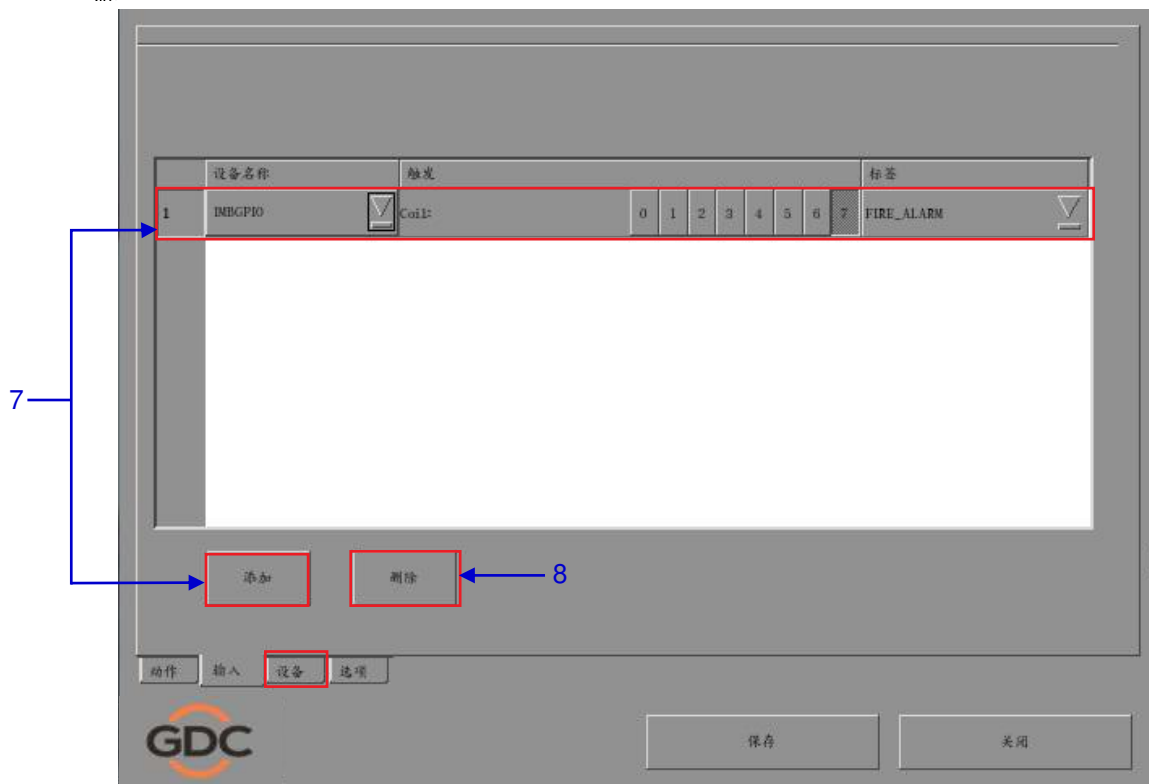 设备名称 触发 标签
1 IMBGPIO Coil: 0 1 2 3 4 5 6 7 FIRE_ALARM
7
添加 删除 8
动作 输入 设备 选项
GDC 保存 关闭